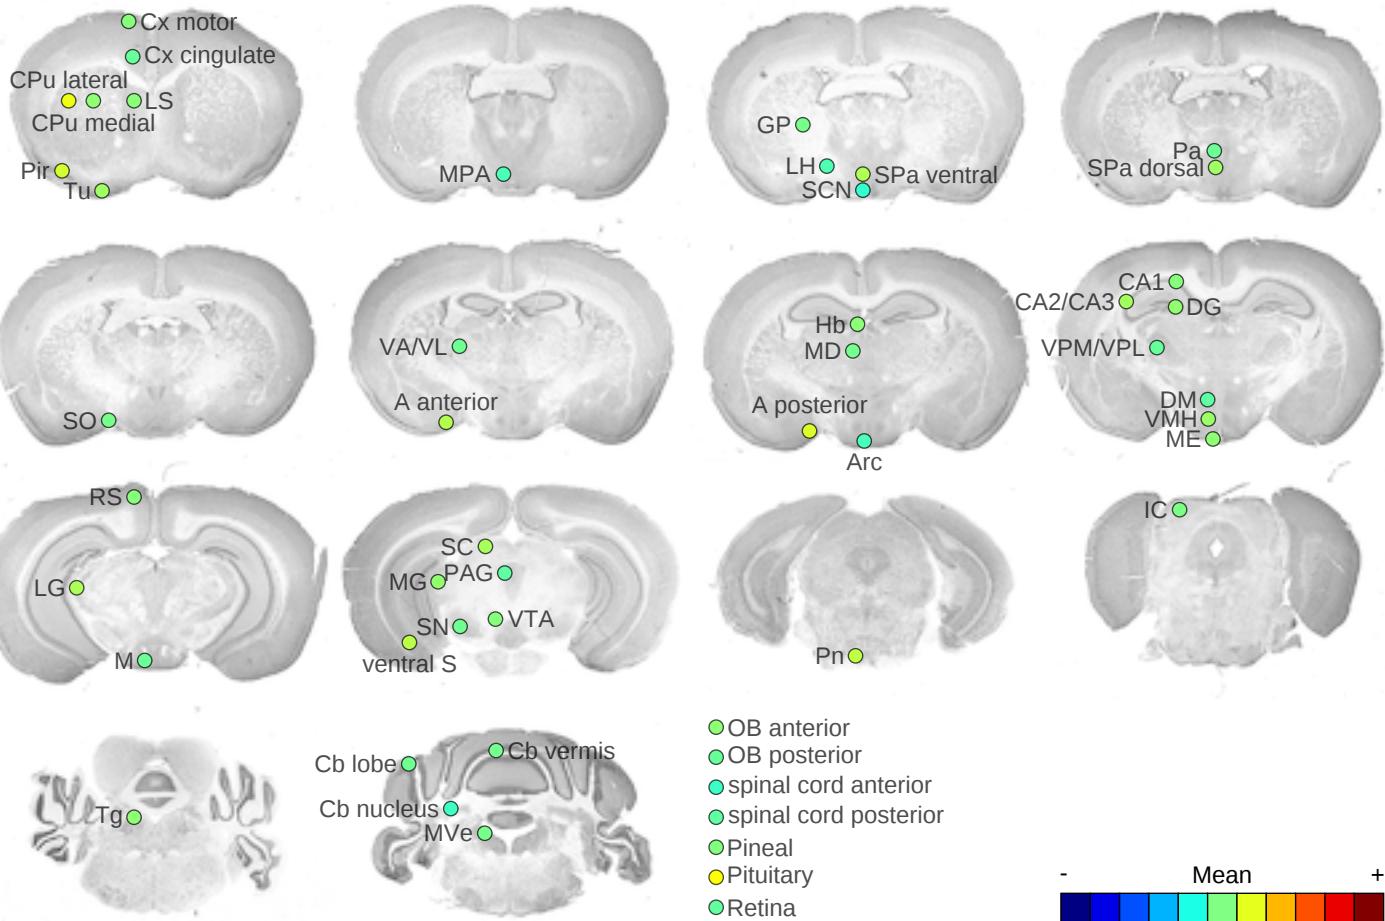 Cx motor
Cx cingulate
CPu lateral
LS
CPu medial
Pir
Tu
MPA
GP
LH
SPa ventral
SCN
Pa
SPa dorsal
SO
VA/VL
A anterior
Hb
MD
A posterior
Arc
CA1
CA2/CA3
DG
VPM/VPL
DM
VMH
ME
RS
LG
M
SC
MG
PAG
SN
VTA
ventral S
Pn
IC
Tg
Cb lobe
Cb vermis
Cb nucleus
MVe
OB anterior
OB posterior
spinal cord anterior
spinal cord posterior
Pineal
Pituitary
Retina
- Mean +